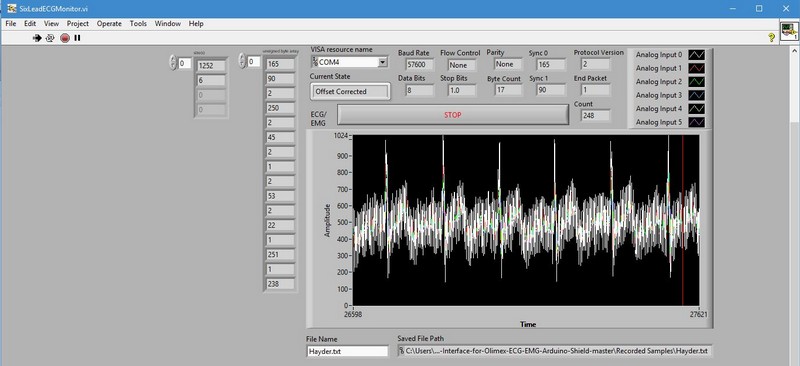 SixLeadECGMonitor.vi
File Edit View Project Operate Tools Window Help
unsigned byte array
VISA resource name
Baud Rate
Flow Control
Parity
Sync 0
Protocol Version
0
1252
6
0
0
0
165
90
2
250
2
45
2
1
2
53
2
22
1
251
1
238
COM4
57600
None
None
165
2
Current State
Data Bits
Stop Bits
Byte Count
Sync 1
End Packet
Offset Corrected
8
1.0
17
90
1
Count
248
ECG/
EMG
STOP
Analog Input 0
Analog Input 1
Analog Input 2
Analog Input 3
Analog Input 4
Analog Input 5
Amplitude
1024
900
800
700
600
500
400
300
200
100
0
26598
27621
Time
File Name
Saved File Path
Hayder.txt
C:\Users\...-Interface-for-Olimex-ECG-EMG-Arduino-Shield-master\Recorded Samples\Hayder.txt